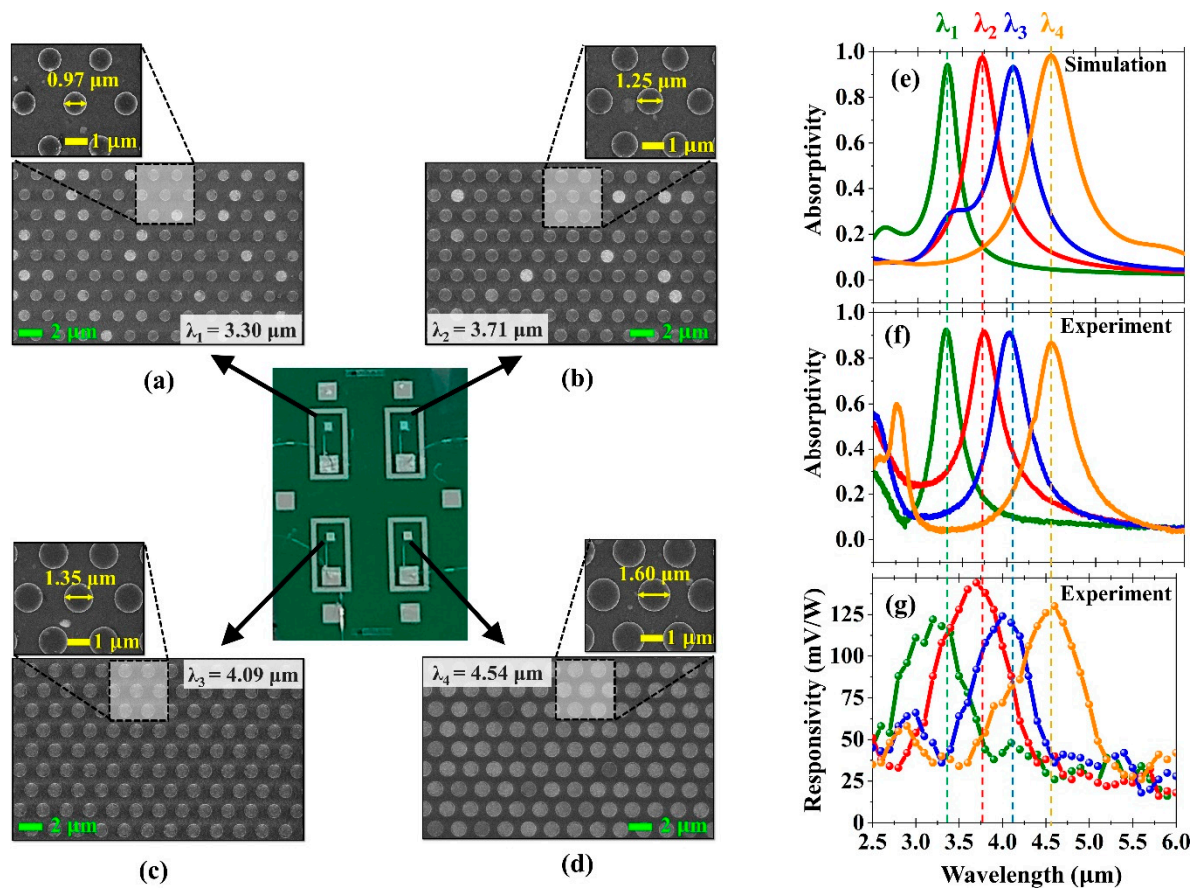 0.97 μm
1 μm
2 μm
λ1 = 3.30 μm
(a)
1.25 μm
1 μm
λ2 = 3.71 μm
2 μm
(b)
1.35 μm
1 μm
λ3 = 4.09 μm
2 μm
(c)
1.60 μm
1 μm
λ4 = 4.54 μm
2 μm
(d)
λ1 λ2 λ3 λ4
(e) Simulation
Absorptivity
1.0
0.8
0.6
0.4
0.2
0.0
(f) Experiment
Absorptivity
1.0
0.8
0.6
0.4
0.2
0.0
(g) Experiment
Responsivity (mV/W)
125
100
75
50
25
0
2.5 3.0 3.5 4.0 4.5 5.0 5.5 6.0
Wavelength (μm)